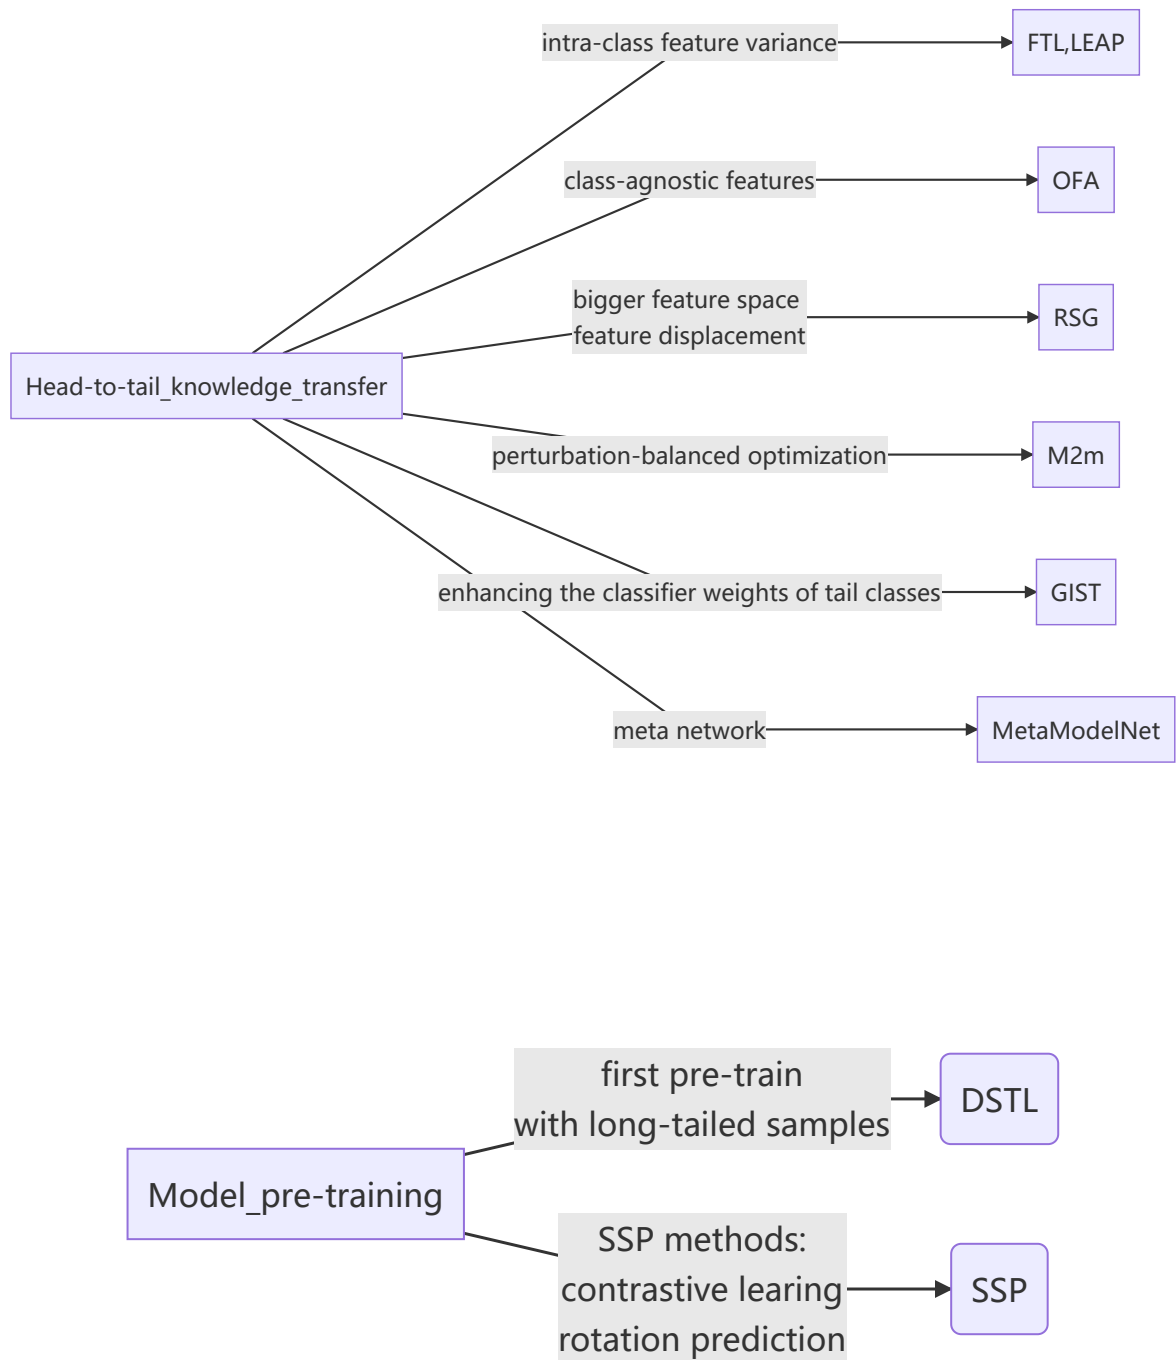 intra-class feature variance
FTL,LEAP
class-agnostic features
OFA
bigger feature space
feature displacement
RSG
Head-to-tail_knowledge_transfer
perturbation-balanced optimization
M2m
enhancing the classifier weights of tail classes
GIST
meta network
MetaModelNet
first pre-train
with long-tailed samples
DSTL
Model_pre-training
SSP methods:
contrastive learing
rotation prediction
SSP